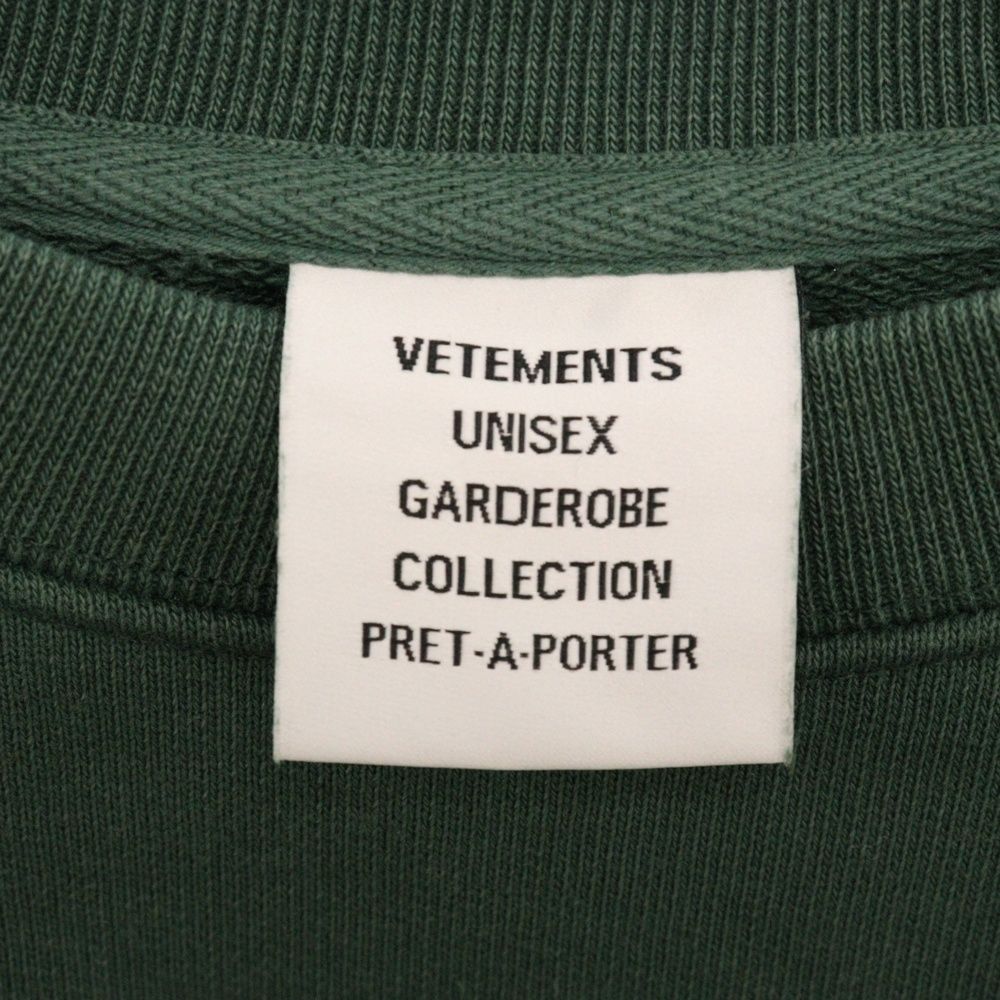 VETEMENTS
UNISEX
GARDEROBE
COLLECTION
PRET-A-PORTER